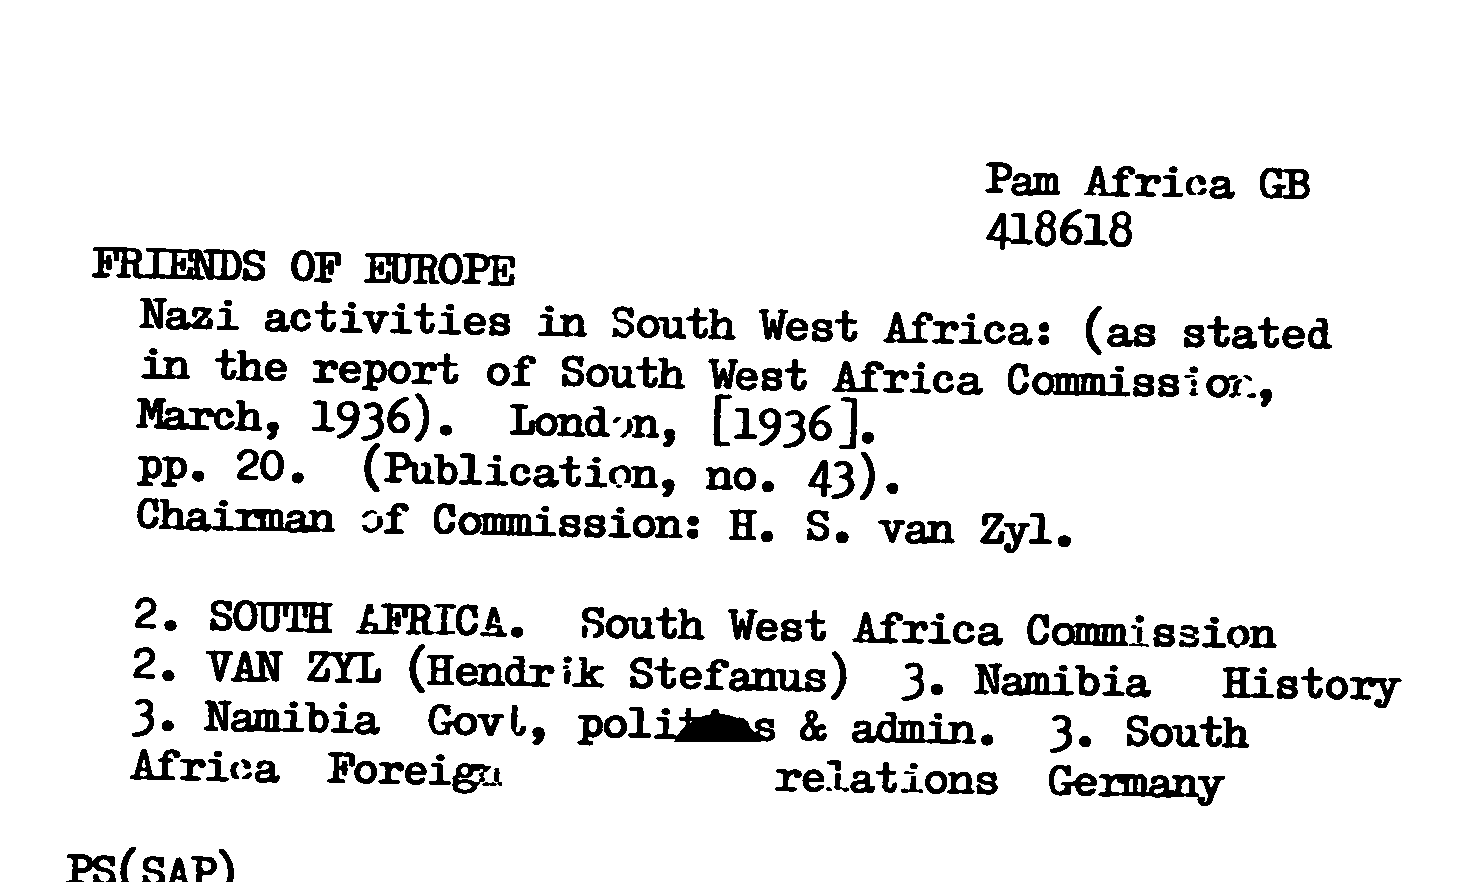 Pam Africa GB
418618
FRIENDS OF EUROPE
Nazi activities in South West Africa: (as stated
in the report of South West Africa Commission,
March, 1936). London, [1936].
pp. 20. (Publication, no. 43).
Chairman of Commission: H. S. van Zyl.
2. SOUTH AFRICA. South West Africa Commission
2. VAN ZYL (Hendrik Stefanus) 3. Namibia History
3. Namibia Govt, politics & admin. 3. South
Africa Foreign relations Germany
PS(SAP)